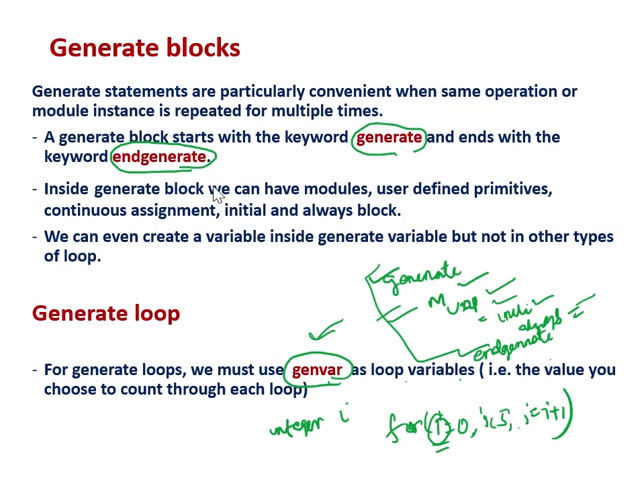 Generate blocks
Generate statements are particularly convenient when same operation or
module instance is repeated for multiple times.
- A generate block starts with the keyword generate and ends with the
keyword endgenerate.
- Inside generate block we can have modules, user defined primitives,
continuous assignment, initial and always block.
- We can even create a variable inside generate variable but not in other types
of loop.
generate
M
always
endgenerate
Generate loop
- For generate loops, we must use genvar as loop variables ( i.e. the value you
choose to count through each loop)
integer i
for(i=0, i<5, i=i+1)